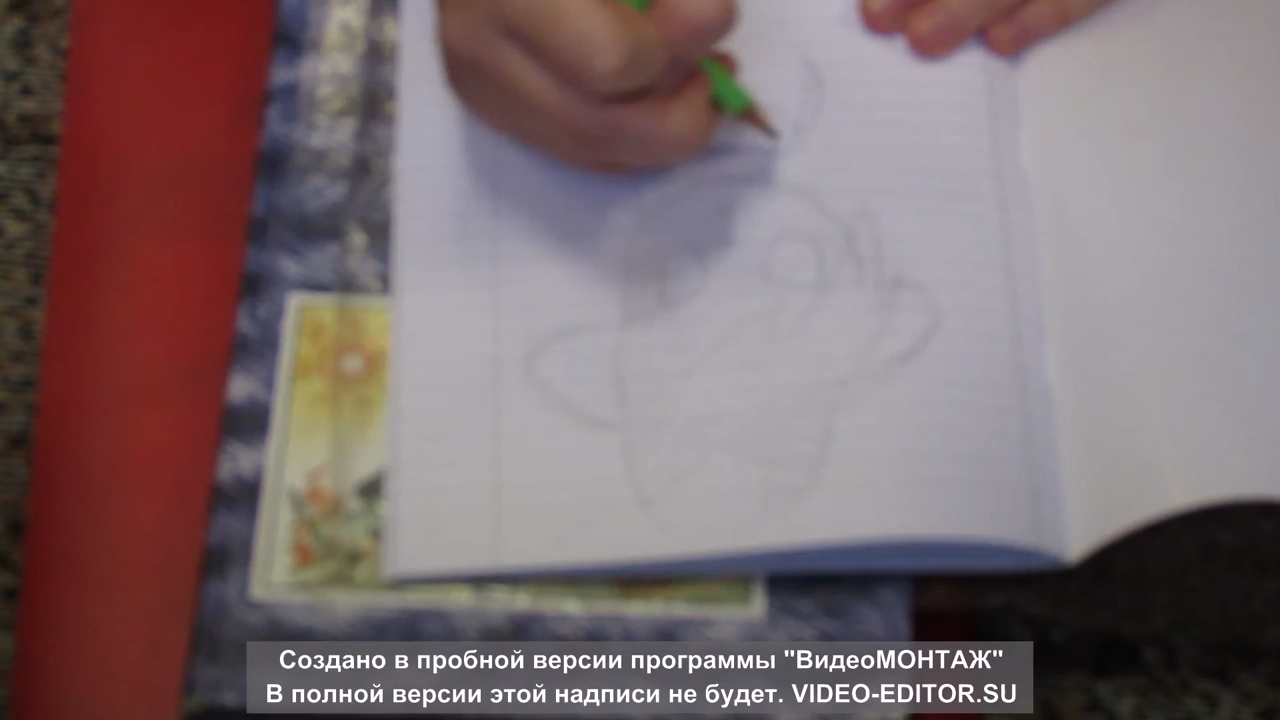 Создано в пробной версии программы "ВидеоМОНТАЖ"
В полной версии этой надписи не будет. VIDEO-EDITOR.SU